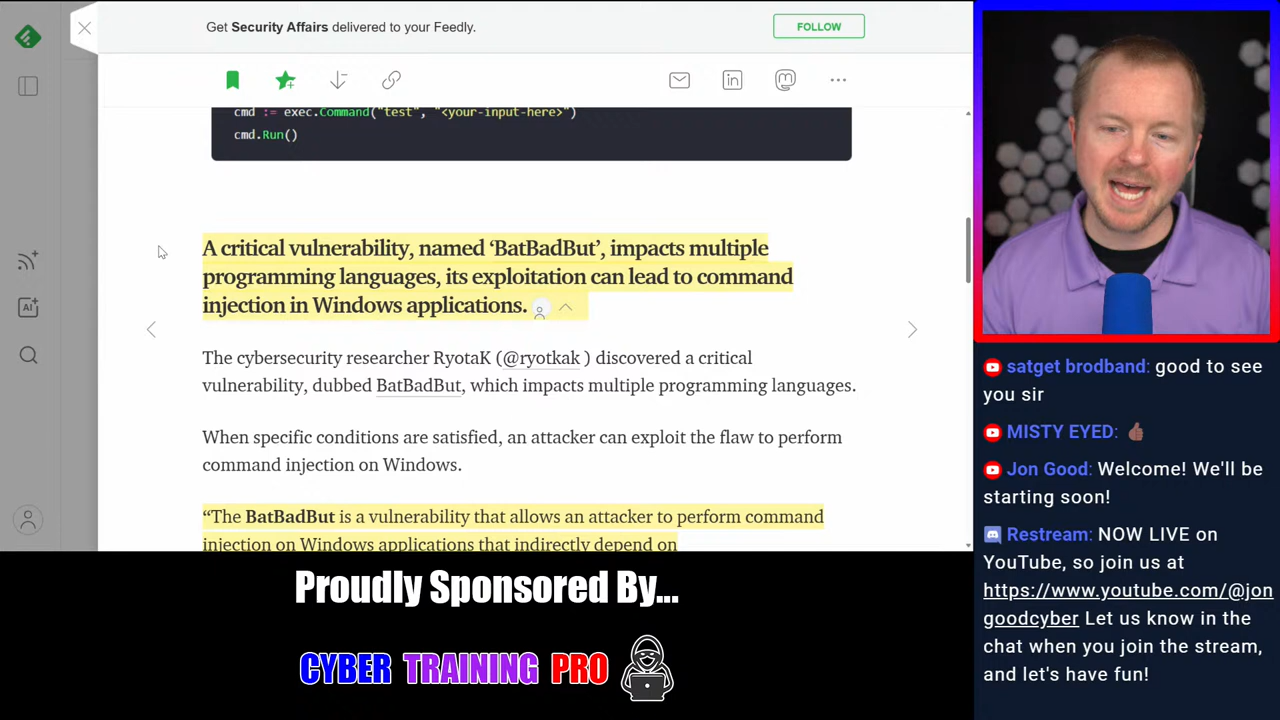 Get Security Affairs delivered to your Feedly.
FOLLOW
cmd := exec.Command("test", "<your-input-here>")
cmd.Run()
A critical vulnerability, named ‘BatBadBut’, impacts multiple
programming languages, its exploitation can lead to command
injection in Windows applications.
The cybersecurity researcher RyotaK (@ryotkak ) discovered a critical
vulnerability, dubbed BatBadBut, which impacts multiple programming languages.
When specific conditions are satisfied, an attacker can exploit the flaw to perform
command injection on Windows.
“The BatBadBut is a vulnerability that allows an attacker to perform command
injection on Windows applications that indirectly depend on
AI+
satget brodband: good to see
you sir
MISTY EYED: 👍🏾
Jon Good: Welcome! We'll be
starting soon!
Restream: NOW LIVE on
YouTube, so join us at
https://www.youtube.com/@jon
goodcyber Let us know in the
chat when you join the stream,
and let's have fun!
Proudly Sponsored By...
CYBER TRAINING PRO